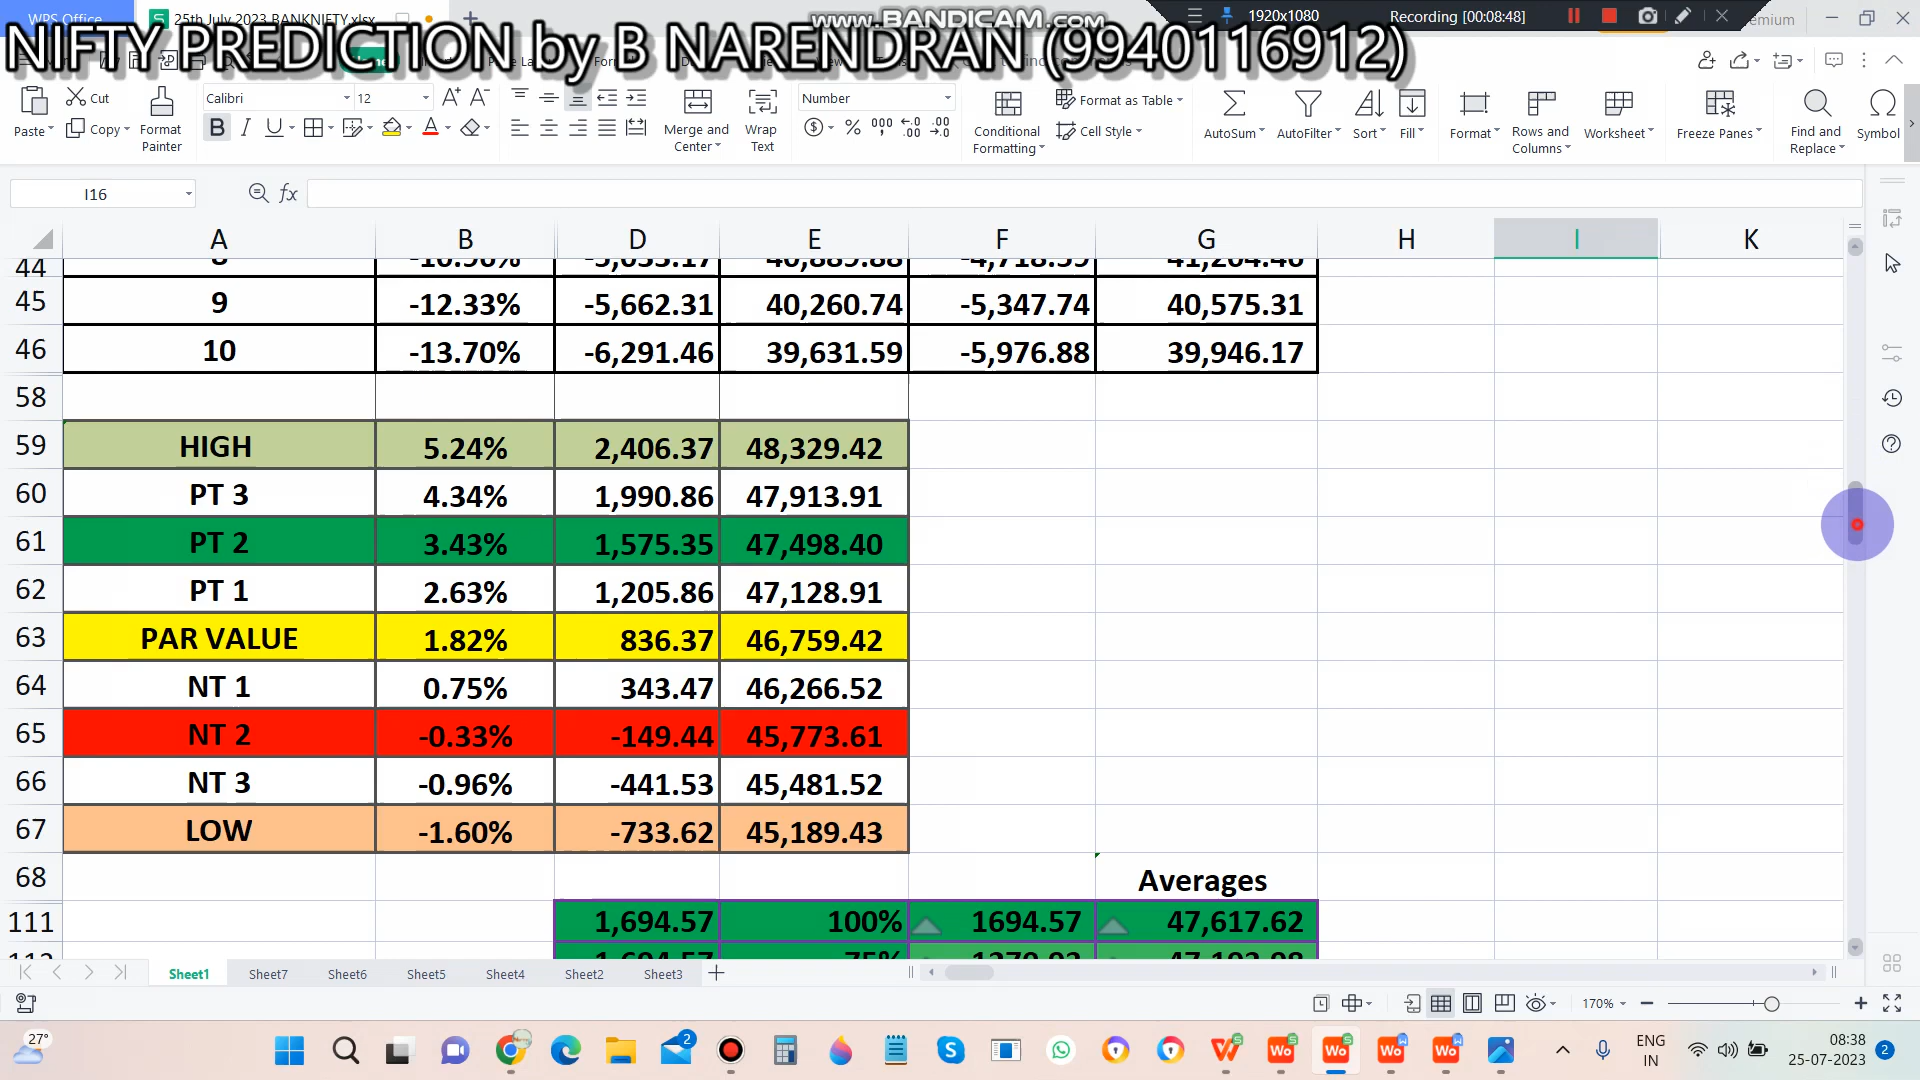 WPS Office
25th July 2023 BANKNIFTY.xlsx
www.BANDICAM.com
1920x1080
Recording [00:08:48]
NIFTY PREDICTION by B NARENDRAN (9940116912)
Paste
Cut
Copy
Format Painter
Calibri
12
Merge and Center
Wrap Text
Number
Conditional Formatting
Format as Table
Cell Style
AutoSum
AutoFilter
Sort
Fill
Format
Rows and Columns
Worksheet
Freeze Panes
Find and Replace
Symbol
I16
fx
A B D E F G H I K
44
45 9 -12.33% -5,662.31 40,260.74 -5,347.74 40,575.31
46 10 -13.70% -6,291.46 39,631.59 -5,976.88 39,946.17
58
59 HIGH 5.24% 2,406.37 48,329.42
60 PT 3 4.34% 1,990.86 47,913.91
61 PT 2 3.43% 1,575.35 47,498.40
62 PT 1 2.63% 1,205.86 47,128.91
63 PAR VALUE 1.82% 836.37 46,759.42
64 NT 1 0.75% 343.47 46,266.52
65 NT 2 -0.33% -149.44 45,773.61
66 NT 3 -0.96% -441.53 45,481.52
67 LOW -1.60% -733.62 45,189.43
68 Averages
111 1,694.57 100% 1694.57 47,617.62
Sheet1 Sheet7 Sheet6 Sheet5 Sheet4 Sheet2 Sheet3
170%
27°
ENG
IN
08:38
25-07-2023
2